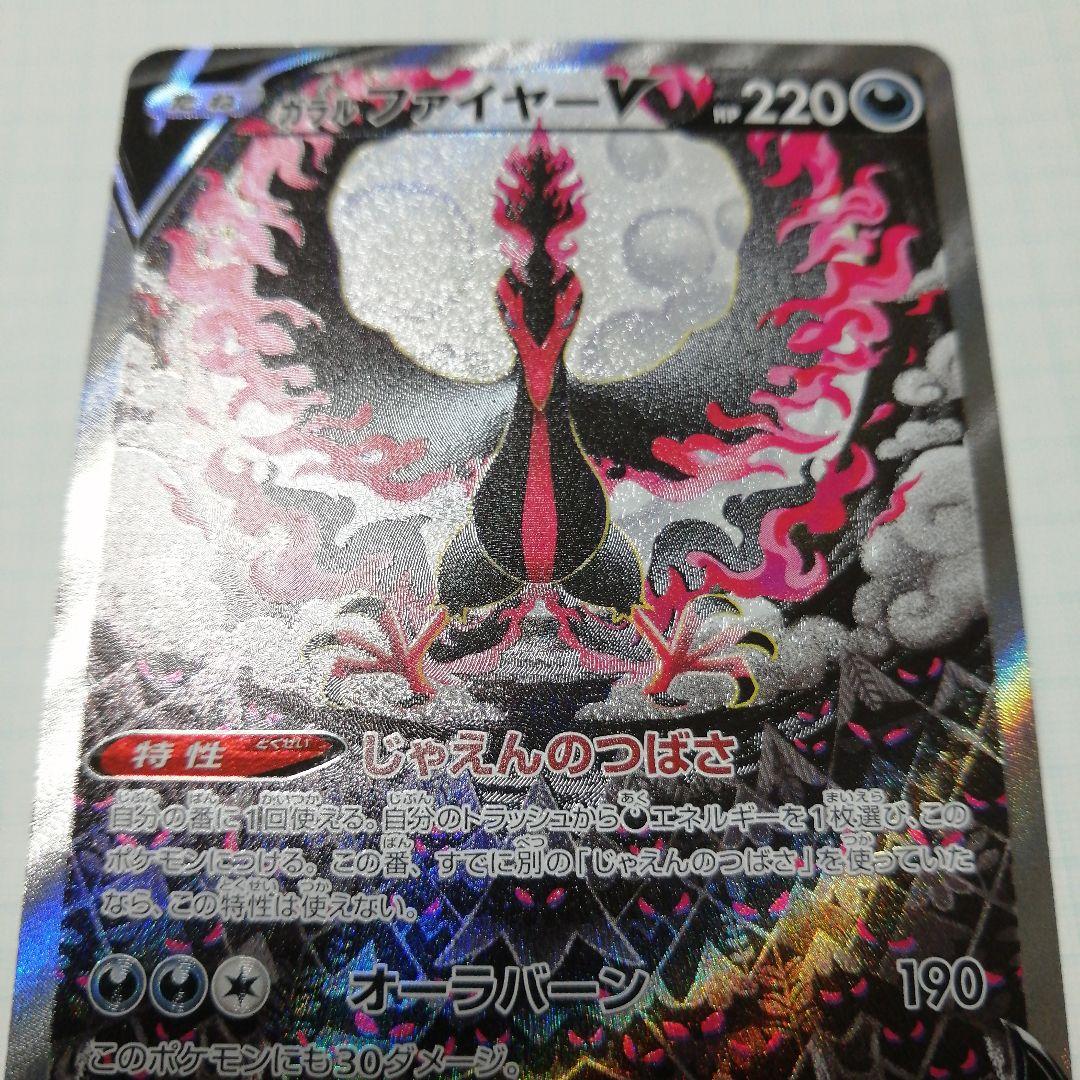 たね ガラル ファイヤーV HP220
特性 とくせい じゃえんのつばさ
自分の番に1回使える。自分のトラッシュからエネルギーを1枚選び、この
ポケモンにつける。この番、すでに別の「じゃえんのつばさ」を使っていた
なら、この特性は使えない。
オーラバーン 190
このポケモンにも30ダメージ。